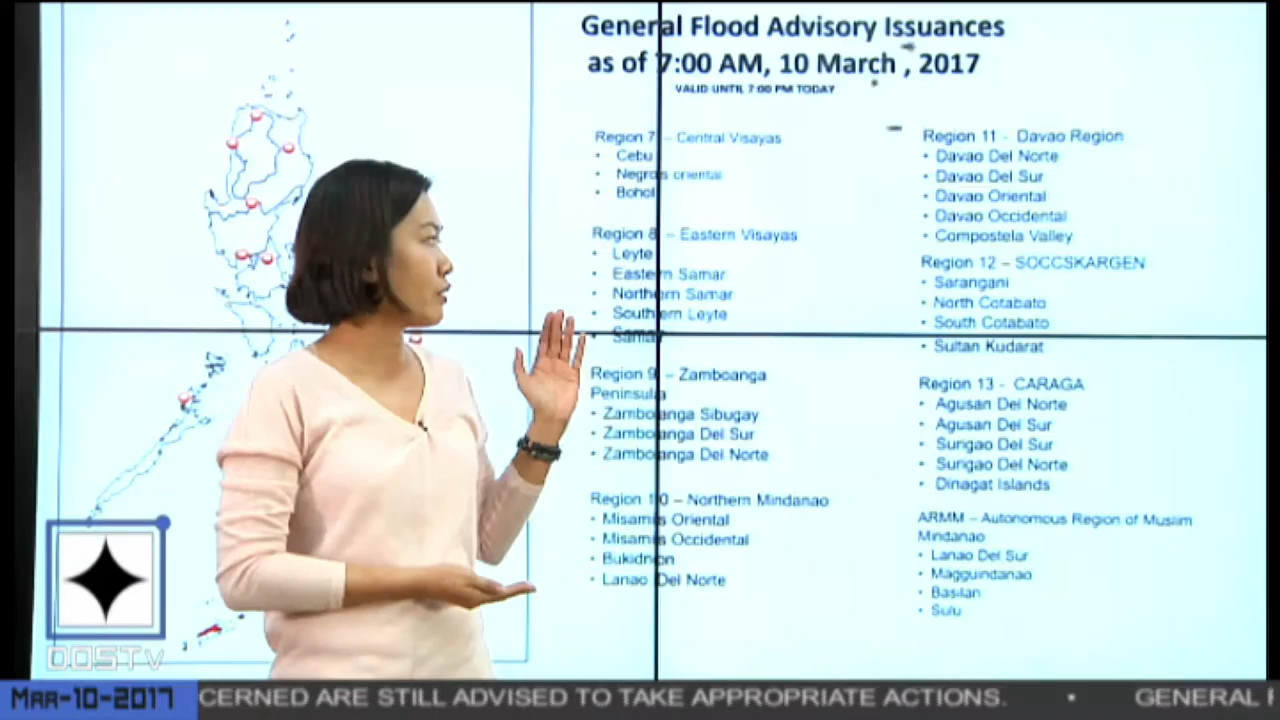 General Flood Advisory Issuances
as of 7:00 AM, 10 March , 2017
VALID UNTIL 7:00 PM TODAY
Region 7 – Central Visayas
• Cebu
• Negros oriental
• Bohol
Region 8 – Eastern Visayas
• Leyte
• Eastern Samar
• Northern Samar
• Southern Leyte
• Samar
Region 9 – Zamboanga
Peninsula
• Zamboanga Sibugay
• Zamboanga Del Sur
• Zamboanga Del Norte
Region 10 – Northern Mindanao
• Misamis Oriental
• Misamis Occidental
• Bukidnon
• Lanao Del Norte
Region 11 - Davao Region
• Davao Del Norte
• Davao Del Sur
• Davao Oriental
• Davao Occidental
• Compostela Valley
Region 12 – SOCCSKARGEN
• Sarangani
• North Cotabato
• South Cotabato
• Sultan Kudarat
Region 13 - CARAGA
• Agusan Del Norte
• Agusan Del Sur
• Surigao Del Sur
• Surigao Del Norte
• Dinagat Islands
ARMM – Autonomous Region of Muslim
Mindanao
• Lanao Del Sur
• Magguindanao
• Basilan
• Sulu
DOSTv
MAR-10-2017 CERNED ARE STILL ADVISED TO TAKE APPROPRIATE ACTIONS. • GENERAL